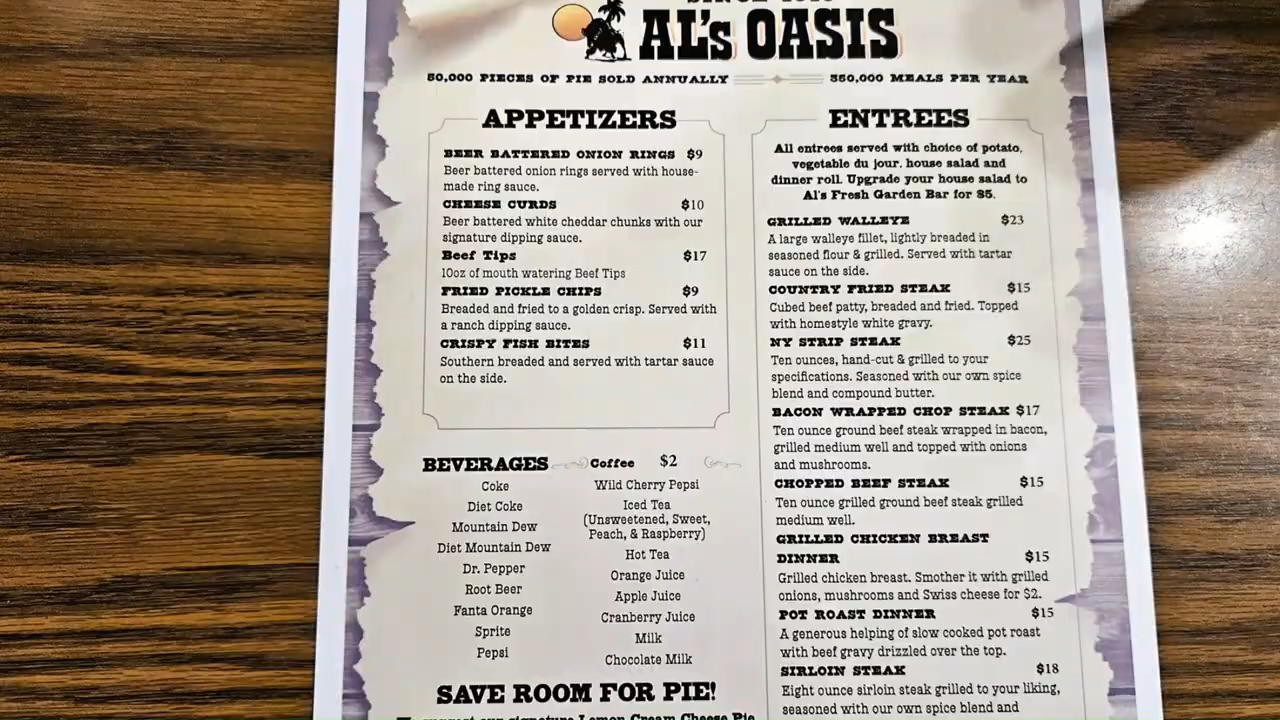 AL's OASIS
50,000 PIECES OF PIE SOLD ANNUALLY
350,000 MEALS PER YEAR
APPETIZERS
BEER BATTERED ONION RINGS $9
Beer battered onion rings served with house-
made ring sauce.
CHEESE CURDS $10
Beer battered white cheddar chunks with our
signature dipping sauce.
Beef Tips $17
10oz of mouth watering Beef Tips
FRIED PICKLE CHIPS $9
Breaded and fried to a golden crisp. Served with
a ranch dipping sauce.
CRISPY FISH BITES $11
Southern breaded and served with tartar sauce
on the side.
BEVERAGES
Coke
Diet Coke
Mountain Dew
Diet Mountain Dew
Dr. Pepper
Root Beer
Fanta Orange
Sprite
Pepsi
Coffee $2
Wild Cherry Pepsi
Iced Tea
(Unsweetened, Sweet,
Peach, & Raspberry)
Hot Tea
Orange Juice
Apple Juice
Cranberry Juice
Milk
Chocolate Milk
SAVE ROOM FOR PIE!
signature Lemon Cream Cheese Pie
ENTREES
All entrees served with choice of potato,
vegetable du jour, house salad and
dinner roll. Upgrade your house salad to
Al's Fresh Garden Bar for $5.
GRILLED WALLEYE $23
A large walleye fillet, lightly breaded in
seasoned flour & grilled. Served with tartar
sauce on the side.
COUNTRY FRIED STEAK $15
Cubed beef patty, breaded and fried. Topped
with homestyle white gravy.
NY STRIP STEAK $25
Ten ounces, hand-cut & grilled to your
specifications. Seasoned with our own spice
blend and compound butter.
BACON WRAPPED CHOP STEAK $17
Ten ounce ground beef steak wrapped in bacon,
grilled medium well and topped with onions
and mushrooms.
CHOPPED BEEF STEAK $15
Ten ounce grilled ground beef steak grilled
medium well.
GRILLED CHICKEN BREAST
DINNER $15
Grilled chicken breast. Smother it with grilled
onions, mushrooms and Swiss cheese for $2.
POT ROAST DINNER $15
A generous helping of slow cooked pot roast
with beef gravy drizzled over the top.
SIRLOIN STEAK $18
Eight ounce sirloin steak grilled to your liking,
seasoned with our own spice blend and